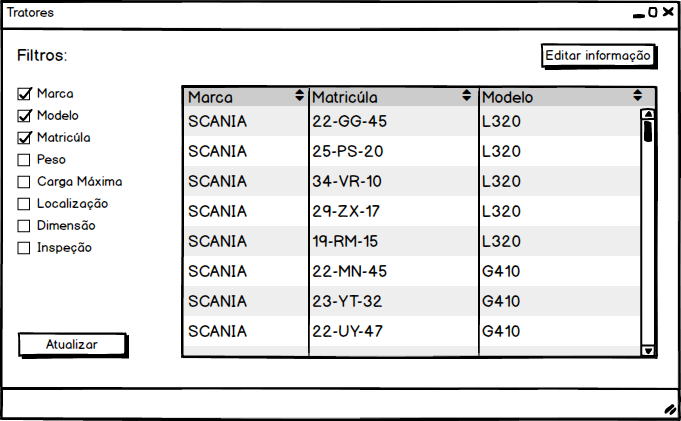 Tratores
Filtros:
Editar informação
Marca
Modelo
Matricúla
Peso
Carga Máxima
Localização
Dimensão
Inspeção
Atualizar
Marca Matricúla Modelo
SCANIA 22-GG-45 L320
SCANIA 25-PS-20 L320
SCANIA 34-VR-10 L320
SCANIA 29-ZX-17 L320
SCANIA 19-RM-15 L320
SCANIA 22-MN-45 G410
SCANIA 23-YT-32 G410
SCANIA 22-UY-47 G410